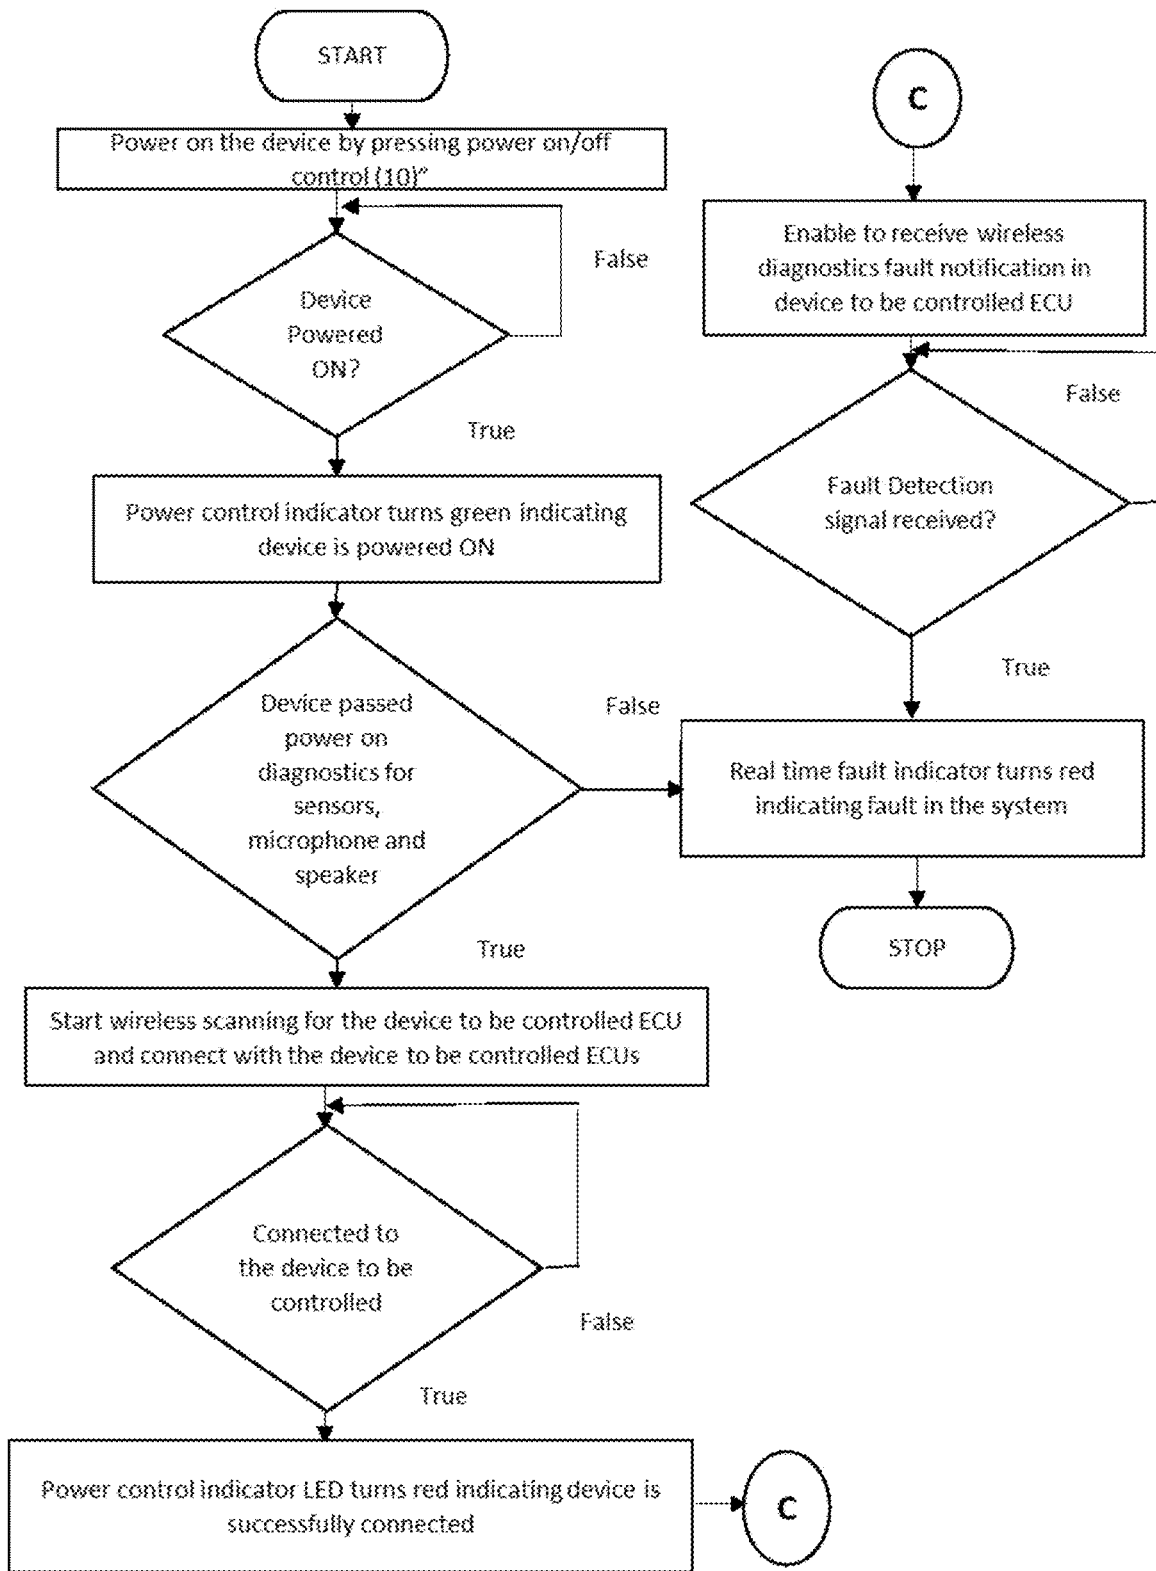 START
Power on the device by pressing power on/off
control (10)"
False
Device
Powered
ON?
True
Power control indicator turns green indicating
device is powered ON
Device passed
power on
diagnostics for
sensors,
microphone and
speaker
False
True
Start wireless scanning for the device to be controlled ECU
and connect with the device to be controlled ECUs
Connected to
the device to be
controlled
False
True
Power control indicator LED turns red indicating device is
successfully connected
C
C
Enable to receive wireless
diagnostics fault notification in
device to be controlled ECU
False
Fault Detection
signal received?
True
Real time fault indicator turns red
indicating fault in the system
STOP